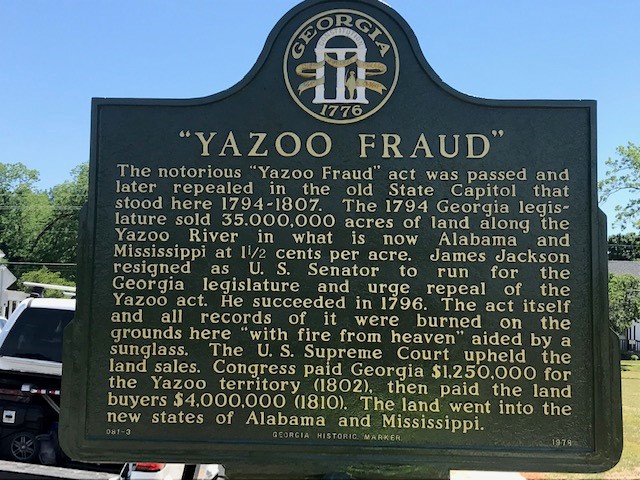 GEORGIA
1776
"YAZOO FRAUD"
The notorious "Yazoo Fraud" act was passed and
later repealed in the old State Capitol that
stood here 1794-1807. The 1794 Georgia legis-
lature sold 35.000,000 acres of land along the
Yazoo River in what is now Alabama and
Mississippi at 1 1/2 cents per acre. James Jackson
resigned as U. S. Senator to run for the
Georgia legislature and urge repeal of the
Yazoo act. He succeeded in 1796. The act itself
and all records of it were burned on the
grounds here "with fire from heaven" aided by a
sunglass. The U. S. Supreme Court upheld the
land sales. Congress paid Georgia $1,250,000 for
the Yazoo territory (1802), then paid the land
buyers $4,000,000 (1810). The land went into the
new states of Alabama and Mississippi.
081-3 GEORGIA HISTORIC MARKER 1978